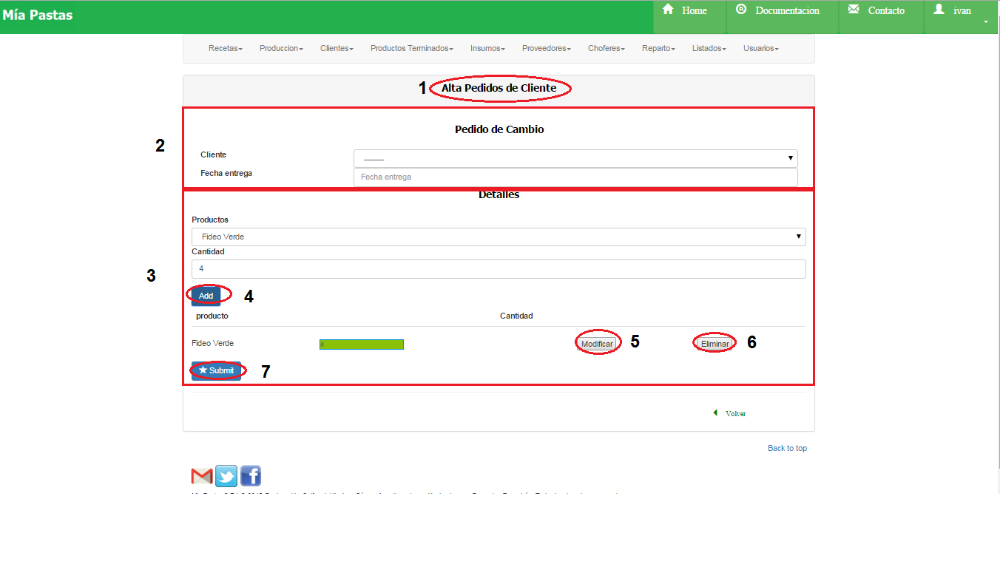 Mía Pastas Home Documentacion Contacto ivan
Recetas Produccion Clientes Productos Terminados Insumos Proveedores Choferes Reparto Listados Usuarios
1 Alta Pedidos de Cliente
Pedido de Cambio
2
Cliente ---------
Fecha entrega Fecha entrega
Detalles
Productos
Fideo Verde
Cantidad
4
3
Add 4
producto Cantidad
Fideo Verde 4 Modificar 5 Eliminar 6
Submit 7
Volver
Back to top